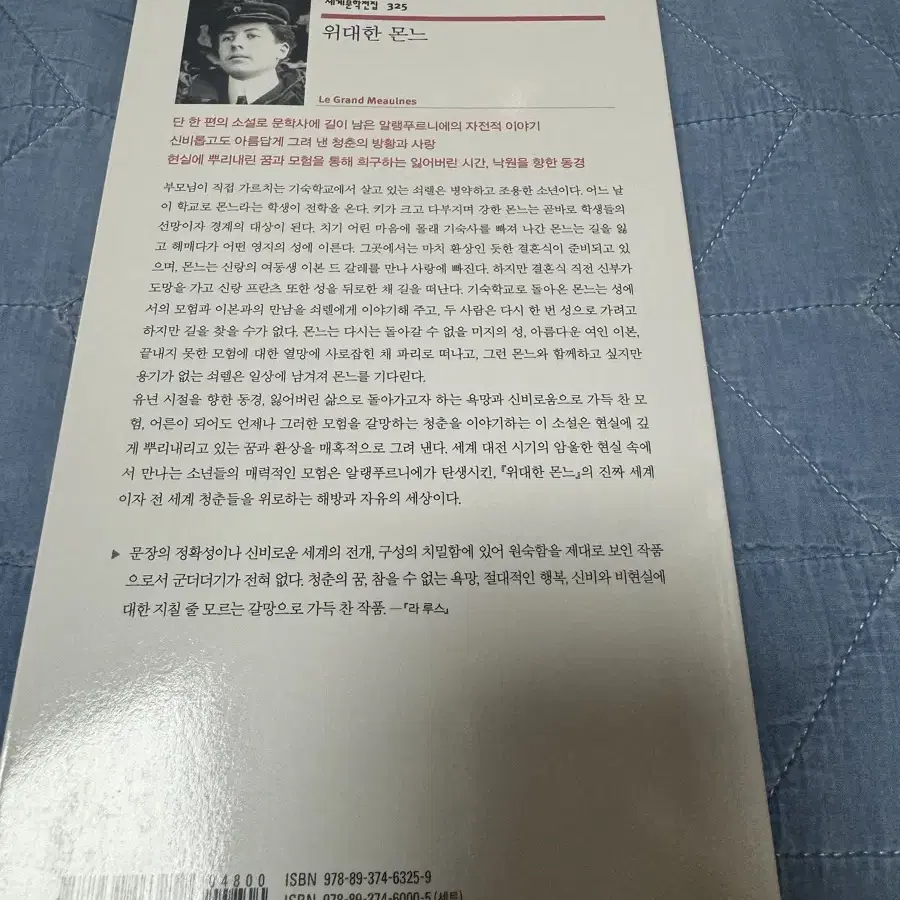 세계문학전집 325
위대한 몬느
Le Grand Meaulnes
단 한 편의 소설로 문학사에 길이 남은 알랭푸르니에의 자전적 이야기
신비롭고도 아름답게 그려 낸 청춘의 방황과 사랑
현실에 뿌리내린 꿈과 모험을 통해 희구하는 잃어버린 시간, 낙원을 향한 동경
부모님이 직접 가르치는 기숙학교에서 살고 있는 쇠렐은 병약하고 조용한 소년이다. 어느 날
이 학교로 몬느라는 학생이 전학을 온다. 키가 크고 다부지며 강한 몬느는 곧바로 학생들의
선망이자 경계의 대상이 된다. 치기 어린 마음에 몰래 기숙사를 빠져 나간 몬느는 길을 잃
고 헤매다가 어떤 영지의 성에 이른다. 그곳에서는 마치 환상인 듯한 결혼식이 준비되고 있
으며, 몬느는 신랑의 여동생 이본 드 갈레를 만나 사랑에 빠진다. 하지만 결혼식 직전 신부가
도망을 가고 신랑 프란츠 또한 성을 뒤로한 채 길을 떠난다. 기숙학교로 돌아온 몬느는 성에
서의 모험과 이본과의 만남을 쇠렐에게 이야기해 주고, 두 사람은 다시 한 번 성으로 가려고
하지만 길을 찾을 수가 없다. 몬느는 다시는 돌아갈 수 없을 미지의 성, 아름다운 여인 이본,
끝내지 못한 모험에 대한 열망에 사로잡힌 채 파리로 떠나고, 그런 몬느와 함께하고 싶지만
용기가 없는 쇠렐은 일상에 남겨져 몬느를 기다린다.
유년 시절을 향한 동경, 잃어버린 삶으로 돌아가고자 하는 욕망과 신비로움으로 가득 찬 모
험, 어른이 되어도 언제나 그러한 모험을 갈망하는 청춘을 이야기하는 이 소설은 현실에 깊
게 뿌리내리고 있는 꿈과 환상을 매혹적으로 그려 낸다. 세계 대전 시기의 암울한 현실 속에
서 만나는 소년들의 매력적인 모험은 알랭푸르니에가 탄생시킨, 『위대한 몬느』의 진짜 세계
이자 전 세계 청춘들을 위로하는 해방과 자유의 세상이다.
▶ 문장의 정확성이나 신비로운 세계의 전개, 구성의 치밀함에 있어 원숙함을 제대로 보인 작품
으로서 군더더기가 전혀 없다. 청춘의 꿈, 참을 수 없는 욕망, 절대적인 행복, 신비와 비현실에
대한 지칠 줄 모르는 갈망으로 가득 찬 작품. —『라 루스』
04800
ISBN 978-89-374-6325-9
ISBN 978-89-374-6000-5 (세트)